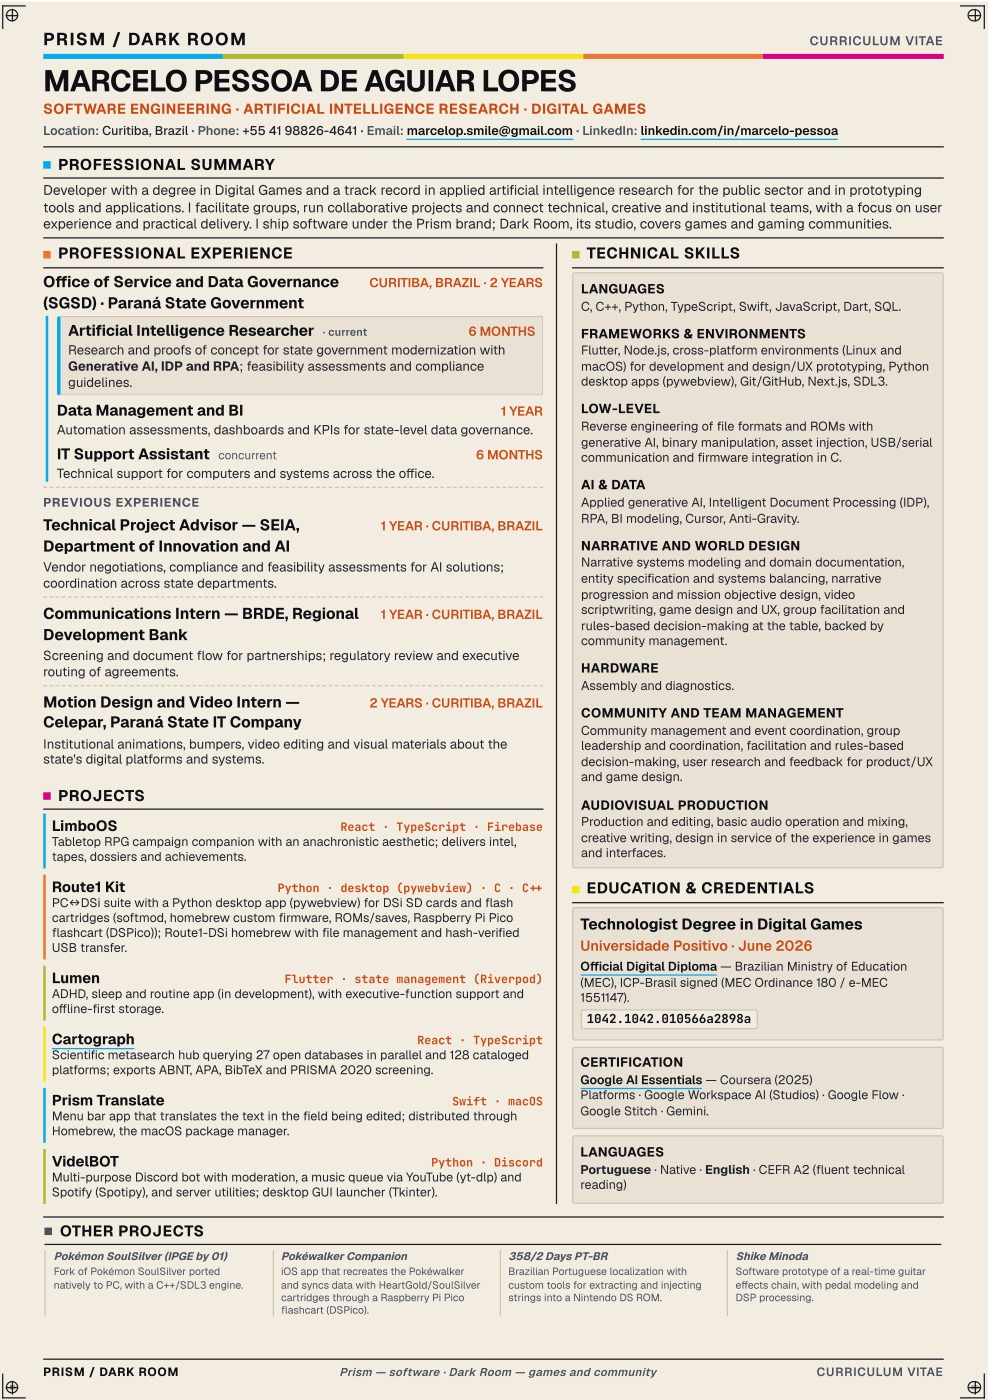 PRISM / DARK ROOM
CURRICULUM VITAE
MARCELO PESSOA DE AGUIAR LOPES
SOFTWARE ENGINEERING · ARTIFICIAL INTELLIGENCE RESEARCH · DIGITAL GAMES
Location: Curitiba, Brazil · Phone: +55 41 98826-4641 · Email: marcelop.smile@gmail.com · LinkedIn: linkedin.com/in/marcelo-pessoa
PROFESSIONAL SUMMARY
Developer with a degree in Digital Games and a track record in applied artificial intelligence research for the public sector and in prototyping
tools and applications. I facilitate groups, run collaborative projects and connect technical, creative and institutional teams, with a focus on user
experience and practical delivery. I ship software under the Prism brand; Dark Room, its studio, covers games and gaming communities.
PROFESSIONAL EXPERIENCE
Office of Service and Data Governance
(SGSD) · Paraná State Government
CURITIBA, BRAZIL · 2 YEARS
Artificial Intelligence Researcher · current
6 MONTHS
Research and proofs of concept for state government modernization with
Generative AI, IDP and RPA; feasibility assessments and compliance
guidelines.
Data Management and BI
1 YEAR
Automation assessments, dashboards and KPIs for state-level data governance.
IT Support Assistant concurrent
6 MONTHS
Technical support for computers and systems across the office.
PREVIOUS EXPERIENCE
Technical Project Advisor — SEIA,
Department of Innovation and AI
1 YEAR · CURITIBA, BRAZIL
Vendor negotiations, compliance and feasibility assessments for AI solutions;
coordination across state departments.
Communications Intern — BRDE, Regional
Development Bank
1 YEAR · CURITIBA, BRAZIL
Screening and document flow for partnerships; regulatory review and executive
routing of agreements.
Motion Design and Video Intern —
Celepar, Paraná State IT Company
2 YEARS · CURITIBA, BRAZIL
Institutional animations, bumpers, video editing and visual materials about the
state's digital platforms and systems.
PROJECTS
LimboOS
React · TypeScript · Firebase
Tabletop RPG campaign companion with an anachronistic aesthetic; delivers intel,
tapes, dossiers and achievements.
Route1 Kit
Python · desktop (pywebview) · C · C++
PC↔DSi suite with a Python desktop app (pywebview) for DSi SD cards and flash
cartridges (softmod, homebrew custom firmware, ROMs/saves, Raspberry Pi Pico
flashcart (DSPico)); Route1-DSi homebrew with file management and hash-verified
USB transfer.
Lumen
Flutter · state management (Riverpod)
ADHD, sleep and routine app (in development), with executive-function support and
offline-first storage.
Cartograph
React · TypeScript
Scientific metasearch hub querying 27 open databases in parallel and 128 cataloged
platforms; exports ABNT, APA, BibTeX and PRISMA 2020 screening.
Prism Translate
Swift · macOS
Menu bar app that translates the text in the field being edited; distributed through
Homebrew, the macOS package manager.
VidelBOT
Python · Discord
Multi-purpose Discord bot with moderation, a music queue via YouTube (yt-dlp) and
Spotify (Spotipy), and server utilities; desktop GUI launcher (Tkinter).
TECHNICAL SKILLS
LANGUAGES
C, C++, Python, TypeScript, Swift, JavaScript, Dart, SQL.
FRAMEWORKS & ENVIRONMENTS
Flutter, Node.js, cross-platform environments (Linux and
macOS) for development and design/UX prototyping, Python
desktop apps (pywebview), Git/GitHub, Next.js, SDL3.
LOW-LEVEL
Reverse engineering of file formats and ROMs with
generative AI, binary manipulation, asset injection, USB/serial
communication and firmware integration in C.
AI & DATA
Applied generative AI, Intelligent Document Processing (IDP),
RPA, BI modeling, Cursor, Anti-Gravity.
NARRATIVE AND WORLD DESIGN
Narrative systems modeling and domain documentation,
entity specification and systems balancing, narrative
progression and mission objective design, video
scriptwriting, game design and UX, group facilitation and
rules-based decision-making at the table, backed by
community management.
HARDWARE
Assembly and diagnostics.
COMMUNITY AND TEAM MANAGEMENT
Community management and event coordination, group
leadership and coordination, facilitation and rules-based
decision-making, user research and feedback for product/UX
and game design.
AUDIOVISUAL PRODUCTION
Production and editing, basic audio operation and mixing,
creative writing, design in service of the experience in games
and interfaces.
EDUCATION & CREDENTIALS
Technologist Degree in Digital Games
Universidade Positivo · June 2026
Official Digital Diploma — Brazilian Ministry of Education
(MEC), ICP-Brasil signed (MEC Ordinance 180 / e-MEC
1551147).
1042.1042.010566a2898a
CERTIFICATION
Google AI Essentials — Coursera (2025)
Platforms · Google Workspace AI (Studios) · Google Flow ·
Google Stitch · Gemini.
LANGUAGES
Portuguese · Native · English · CEFR A2 (fluent technical
reading)
OTHER PROJECTS
Pokémon SoulSilver (IPGE by 01)
Fork of Pokémon SoulSilver ported
natively to PC, with a C++/SDL3 engine.
Pokéwalker Companion
iOS app that recreates the Pokéwalker
and syncs data with HeartGold/SoulSilver
cartridges through a Raspberry Pi Pico
flashcart (DSPico).
358/2 Days PT-BR
Brazilian Portuguese localization with
custom tools for extracting and injecting
strings into a Nintendo DS ROM.
Shike Minoda
Software prototype of a real-time guitar
effects chain, with pedal modeling and
DSP processing.
PRISM / DARK ROOM
Prism — software · Dark Room — games and community
CURRICULUM VITAE